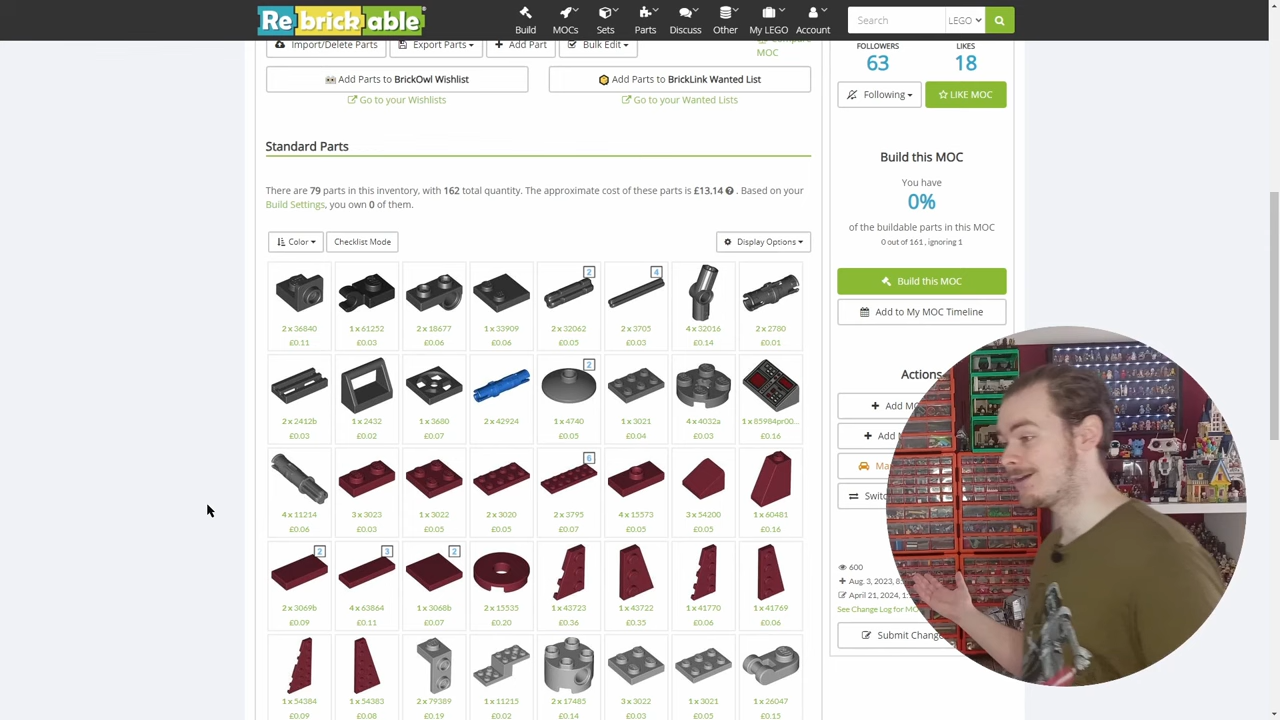 Rebrickable
Build
MOCs
Sets
Parts
Discuss
Other
My LEGO
Account
Search
LEGO
Import/Delete Parts
Export Parts
Add Part
Bulk Edit
MOC
FOLLOWERS
LIKES
63
18
Add Parts to BrickOwl Wishlist
Add Parts to BrickLink Wanted List
Go to your Wishlists
Go to your Wanted Lists
Following
LIKE MOC
Standard Parts
Build this MOC
There are 79 parts in this inventory, with 162 total quantity. The approximate cost of these parts is £13.14 . Based on your
Build Settings, you own 0 of them.
You have
0%
of the buildable parts in this MOC
0 out of 161, ignoring 1
Color
Checklist Mode
Display Options
Build this MOC
Add to My MOC Timeline
2 4
2 x 36840 1 x 61252 2 x 18677 1 x 33909 2 x 32062 2 x 3705 4 x 32016 2 x 2780
£0.11 £0.03 £0.06 £0.06 £0.05 £0.03 £0.14 £0.01
2
2 x 2412b 1 x 2432 1 x 3680 2 x 42924 1 x 4740 1 x 3021 4 x 4032a 1 x 85984pr00...
£0.03 £0.02 £0.07 £0.05 £0.04 £0.03 £0.16
6
4 x 11214 3 x 3023 1 x 3022 2 x 3020 2 x 3795 4 x 15573 3 x 54200 1 x 60481
£0.06 £0.03 £0.05 £0.05 £0.07 £0.05 £0.05 £0.16
2 3 2
2 x 3069b 4 x 63864 1 x 3068b 2 x 15535 1 x 43723 1 x 43722 1 x 41770 1 x 41769
£0.09 £0.11 £0.07 £0.20 £0.36 £0.35 £0.06 £0.06
1 x 54384 1 x 54383 2 x 79389 1 x 11215 2 x 17485 3 x 3022 1 x 3021 1 x 26047
£0.09 £0.08 £0.19 £0.02 £0.14 £0.03 £0.05 £0.15
Actions
Add
Add
600
Aug. 3, 2023,
April 21, 2024,
See Change Log for
Submit Change